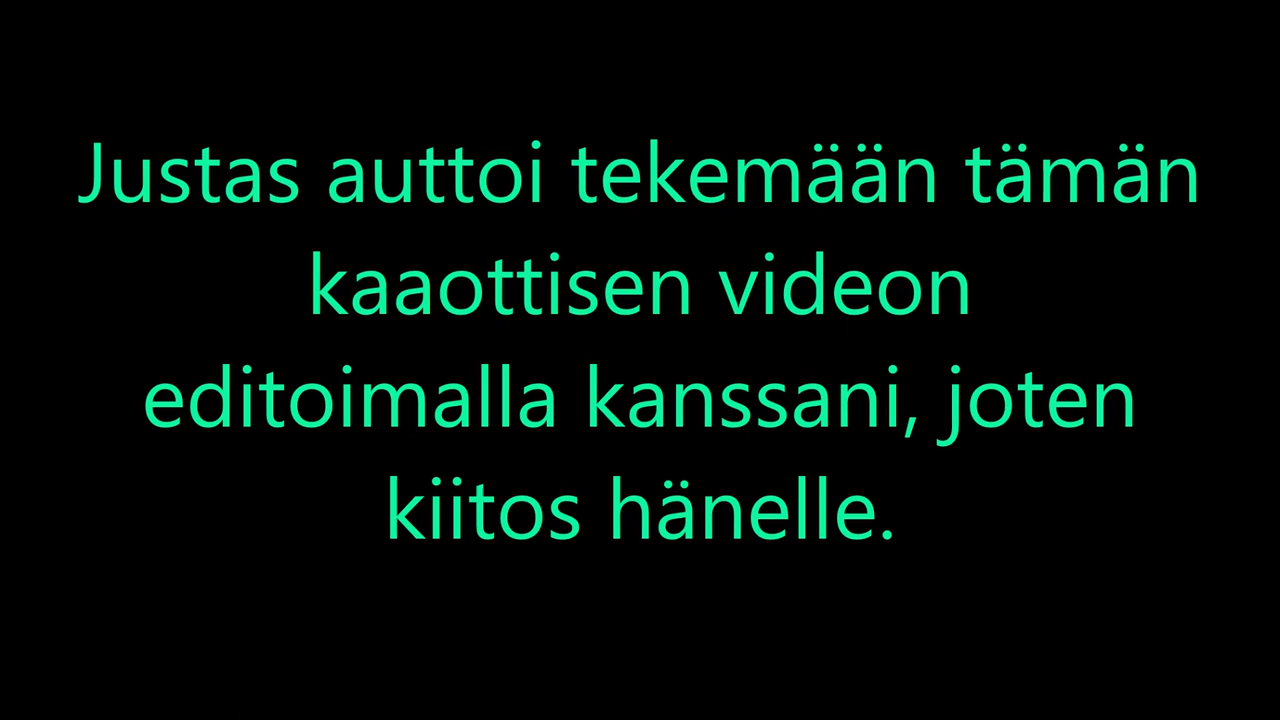 Justas auttoi tekemään tämän
kaaottisen videon
editoimalla kanssani, joten
kiitos hänelle.